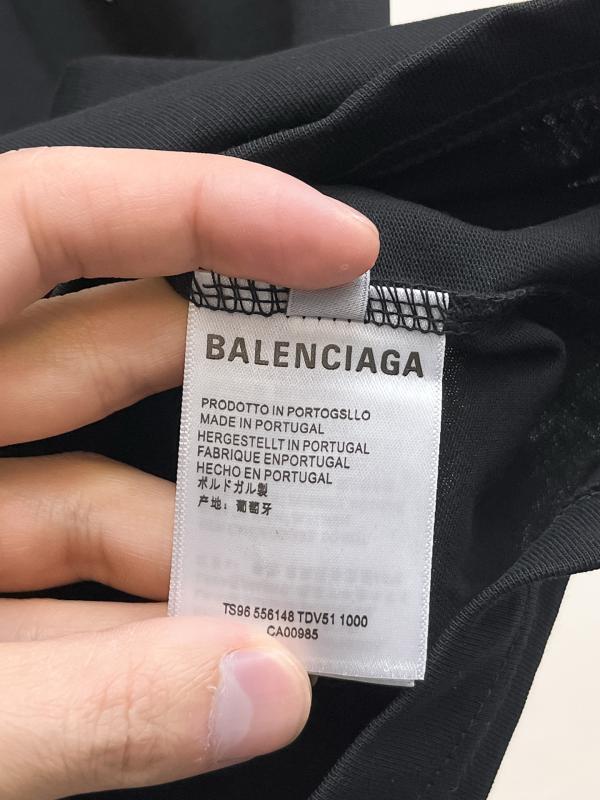 BALENCIAGA
PRODOTTO IN PORTOGSLLO
MADE IN PORTUGAL
HERGESTELLT IN PORTUGAL
FABRIQUE ENPORTUGAL
HECHO EN PORTUGAL
ボルドガル製
产地：葡萄牙
TS96 556148 TDV51 1000
CA00985